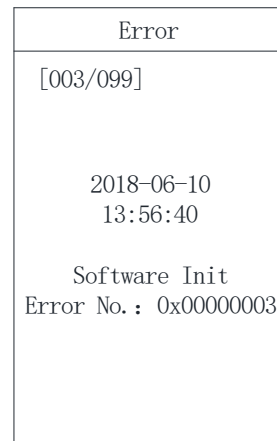 Error
[003/099]
2018-06-10
13:56:40
Software Init
Error No.: 0x00000003